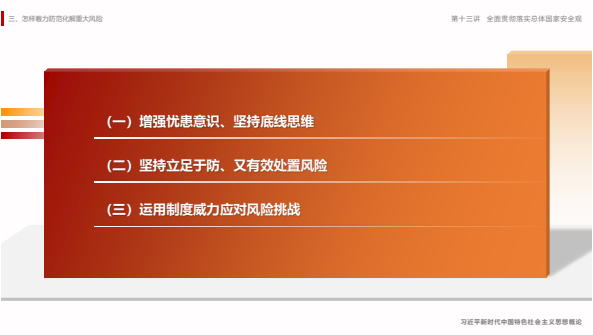 三、怎样着力防范化解重大风险
第十三讲 全面贯彻落实总体国家安全观
（一）增强忧患意识、坚持底线思维
（二）坚持立足于防、又有效处置风险
（三）运用制度威力应对风险挑战
习近平新时代中国特色社会主义思想概论